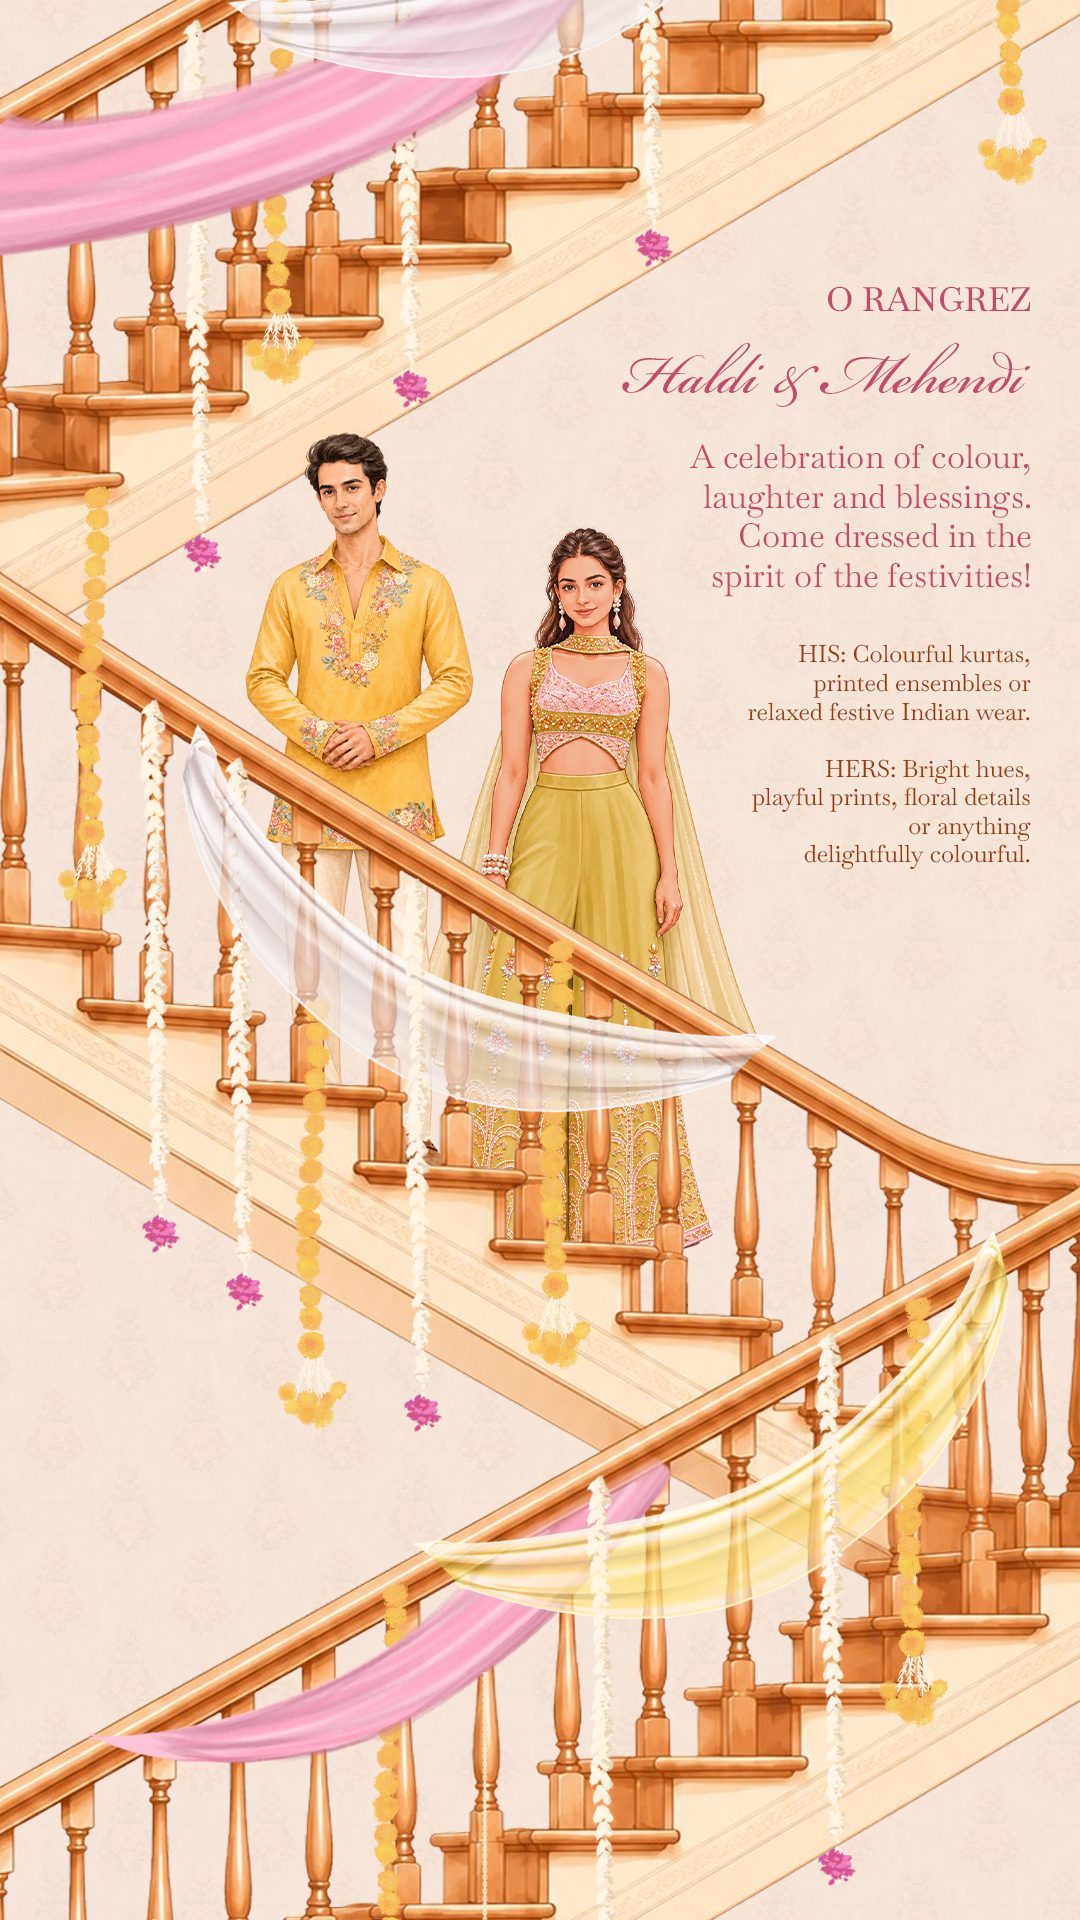 O RANGREZ
Haldi & Mehendi
A celebration of colour,
laughter and blessings.
Come dressed in the
spirit of the festivities!
HIS: Colourful kurtas,
printed ensembles or
relaxed festive Indian wear.
HERS: Bright hues,
playful prints, floral details
or anything
delightfully colourful.